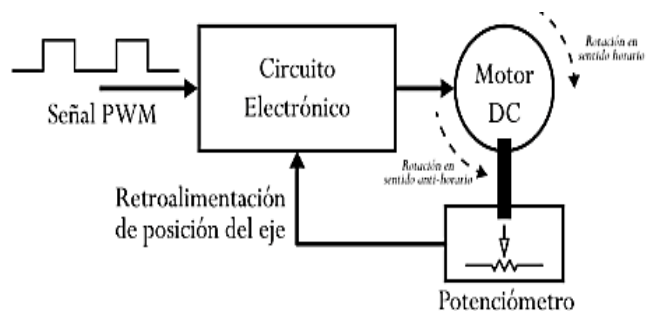 Señal PWM
Circuito
Electrónico
Motor
DC
Rotación en
sentido horario
Rotación en
sentido anti-horario
Retroalimentación
de posición del eje
Potenciómetro